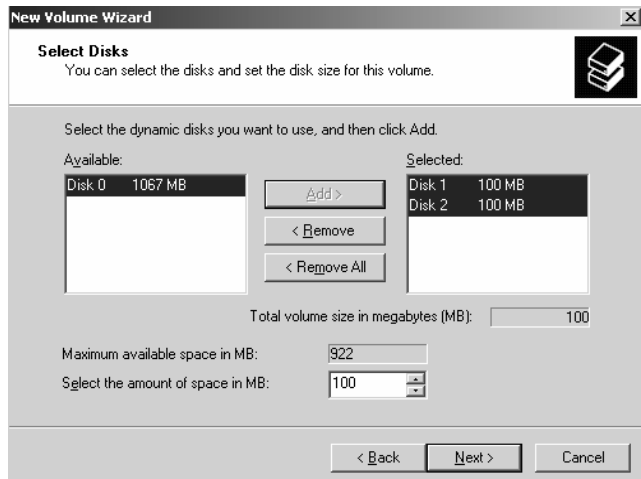 New Volume Wizard
Select Disks
You can select the disks and set the disk size for this volume.
Select the dynamic disks you want to use, and then click Add.
Available:
Selected:
Disk 0 1067 MB
Add >
Disk 1 100 MB
Disk 2 100 MB
< Remove
< Remove All
Total volume size in megabytes (MB): 100
Maximum available space in MB: 922
Select the amount of space in MB: 100
< Back
Next >
Cancel